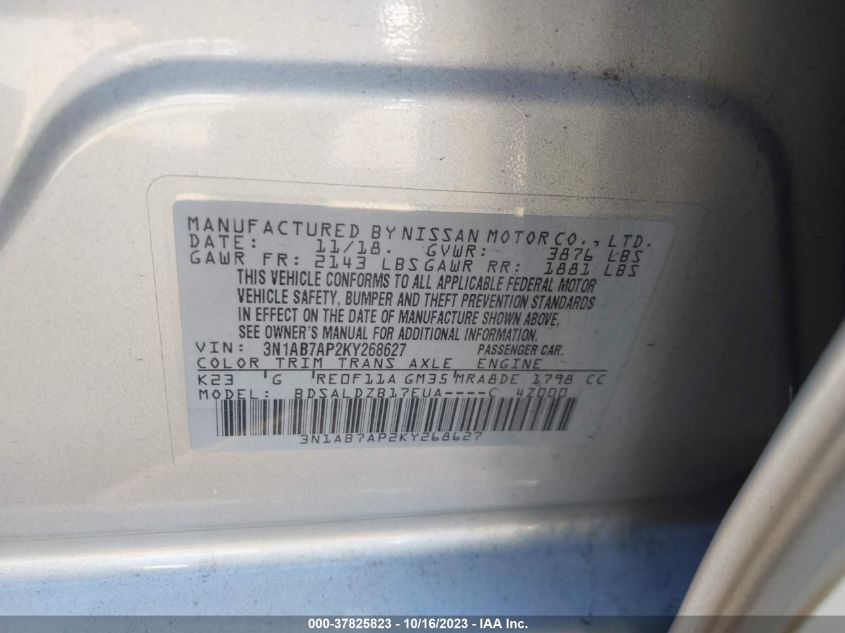 MANUFACTURED BY NISSAN MOTOR CO., LTD.
DATE: 11/18. GVWR: 3876 LBS
GAWR FR: 2143 LBS GAWR RR: 1881 LBS
THIS VEHICLE CONFORMS TO ALL APPLICABLE FEDERAL MOTOR
VEHICLE SAFETY, BUMPER AND THEFT PREVENTION STANDARDS
IN EFFECT ON THE DATE OF MANUFACTURE SHOWN ABOVE.
SEE OWNER'S MANUAL FOR ADDITIONAL INFORMATION.
VIN: 3N1AB7AP2KY268627 PASSENGER CAR.
COLOR TRIM TRANS AXLE ENGINE
K23 G RE0F11A GM35 MRA8DE 1798 CC
MODEL: BDSALDZB17EUA----C 4Z000
3N1AB7AP2KY268627
000-37825823 | 10/16/2023 - IAA Inc.